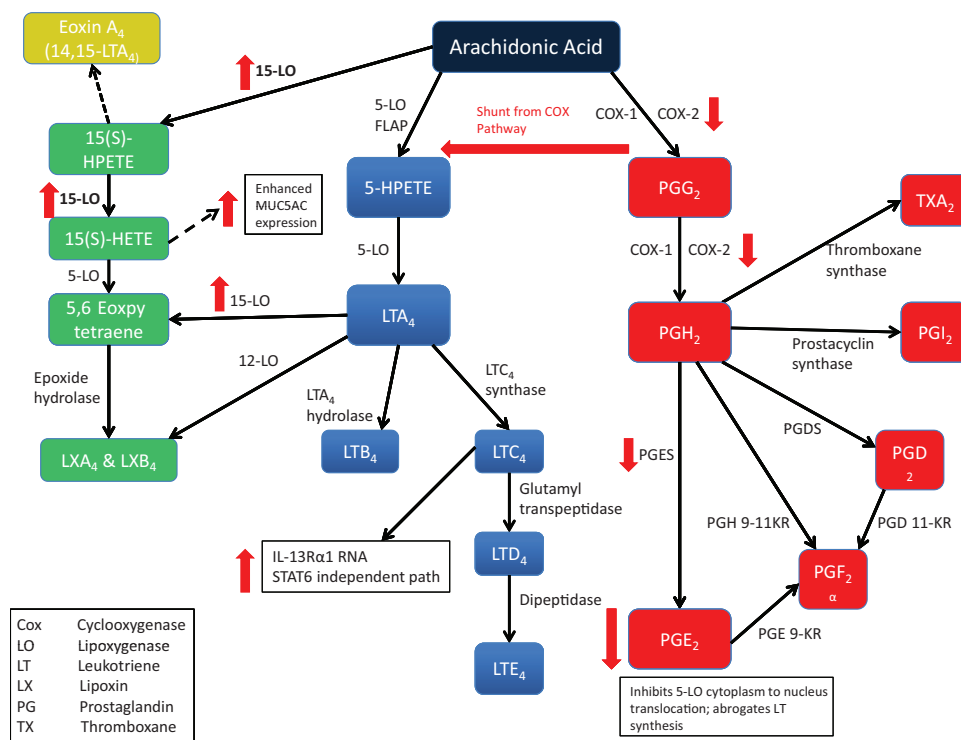 Eoxin A4
(14,15-LTA4)
Arachidonic Acid
15-LO
5-LO
FLAP
Shunt from COX
Pathway
COX-1
COX-2
15(S)-
HPETE
5-HPETE
PGG2
TXA2
15-LO
Enhanced
MUC5AC
expression
15(S)-HETE
5-LO
5-LO
COX-1
COX-2
Thromboxane
synthase
15-LO
5,6 Eoxpy
tetraene
LTA4
PGH2
Prostacyclin
synthase
PGI2
Epoxide
hydrolase
12-LO
LTA4
hydrolase
LTC4
synthase
PGDS
LXA4 & LXB4
LTB4
LTC4
PGES
PGD
2
Glutamyl
transpeptidase
PGH 9-11KR
PGD 11-KR
IL-13Rα1 RNA
STAT6 independent path
LTD4
PGF2
α
Dipeptidase
PGE2
PGE 9-KR
LTE4
Inhibits 5-LO cytoplasm to nucleus
translocation; abrogates LT
synthesis
Cox Cyclooxygenase
LO Lipoxygenase
LT Leukotriene
LX Lipoxin
PG Prostaglandin
TX Thromboxane